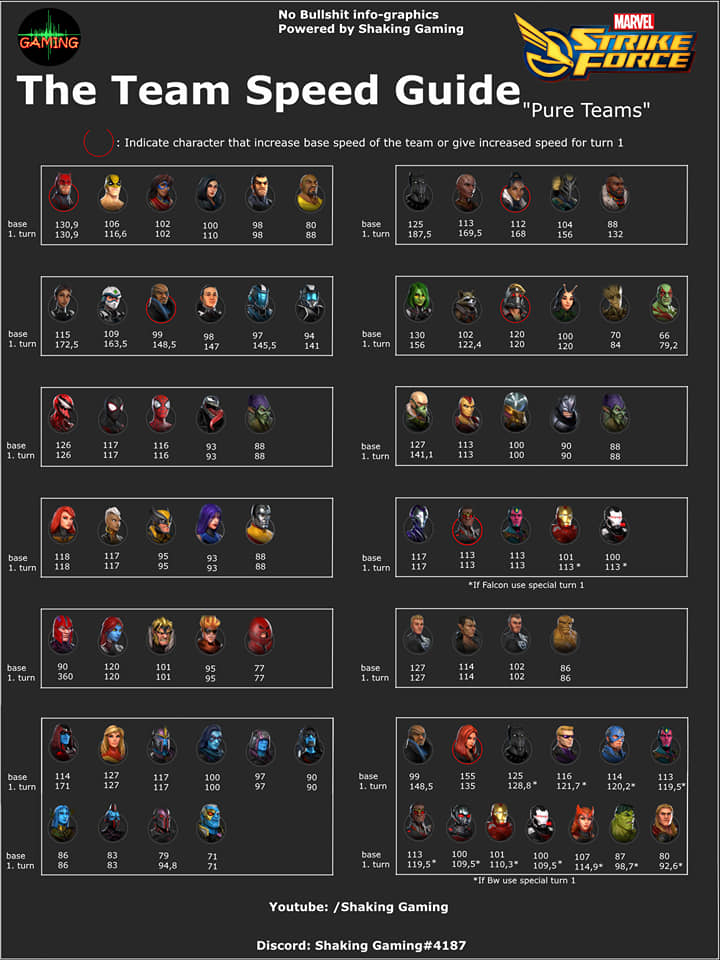 No Bullshit info-graphics
Powered by Shaking Gaming
GAMING
MARVEL
STRIKE
FORCE
The Team Speed Guide
"Pure Teams"
: Indicate character that increase base speed of the team or give increased speed for turn 1
base 130,9 106 102 100 98 80
1. turn 130,9 116,6 102 110 98 88
base 125 113 112 104 88
1. turn 187,5 169,5 168 156 132
base 115 109 99 98 97 94
1. turn 172,5 163,5 148,5 147 145,5 141
base 130 102 120 100 70 66
1. turn 156 122,4 120 120 84 79,2
base 126 117 116 93 88
1. turn 126 117 116 93 88
base 127 113 100 90 88
1. turn 141,1 113 100 90 88
base 118 117 95 93 88
1. turn 118 117 95 93 88
base 117 113 113 101 100
1. turn 117 113 113 113 * 113 *
*If Falcon use special turn 1
base 90 120 101 95 77
1. turn 360 120 101 95 77
base 127 114 102 86
1. turn 127 114 102 86
base 114 127 117 100 97 90
1. turn 171 127 117 100 97 90
base 86 83 79 71
1. turn 86 83 94,8 71
base 99 155 125 116 114 113
1. turn 148,5 135 128,8 * 121,7 * 120,2* 119,5*
base 113 100 101 100 107 87 80
1. turn 119,5* 109,5* 110,3* 109,5* 114,9* 98,7* 92,6*
*If Bw use special turn 1
Youtube: /Shaking Gaming
Discord: Shaking Gaming#4187